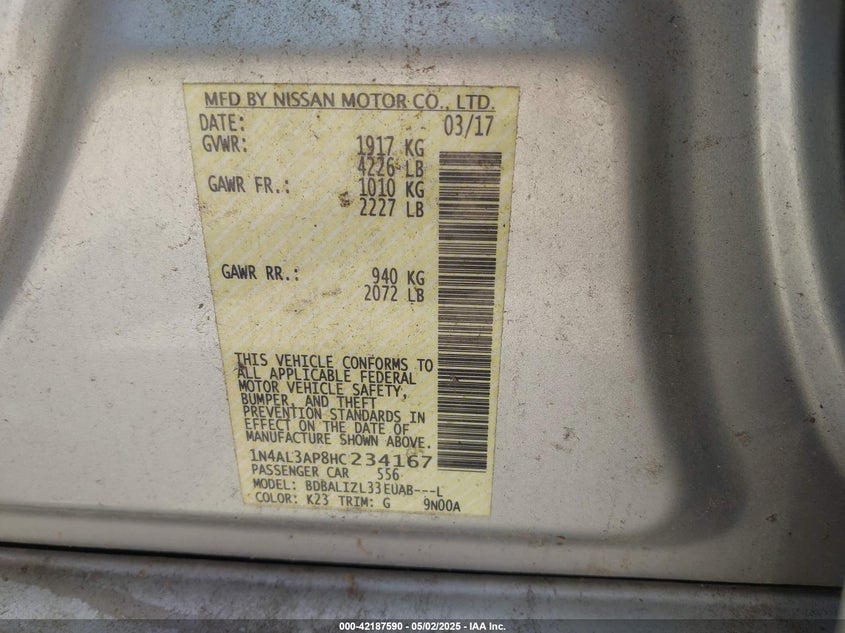 MFD BY NISSAN MOTOR CO., LTD.
DATE: 03/17
GVWR: 1917 KG
4226 LB
GAWR FR.: 1010 KG
2227 LB
GAWR RR.: 940 KG
2072 LB
THIS VEHICLE CONFORMS TO
ALL APPLICABLE FEDERAL
MOTOR VEHICLE SAFETY,
BUMPER, AND THEFT
PREVENTION STANDARDS IN
EFFECT ON THE DATE OF
MANUFACTURE SHOWN ABOVE.
1N4AL3AP8HC234167
PASSENGER CAR 556
MODEL: BDBALIZL33EUAB---L
COLOR: K23 TRIM: G 9N00A
000-42187590 - 05/02/2025 - IAA Inc.